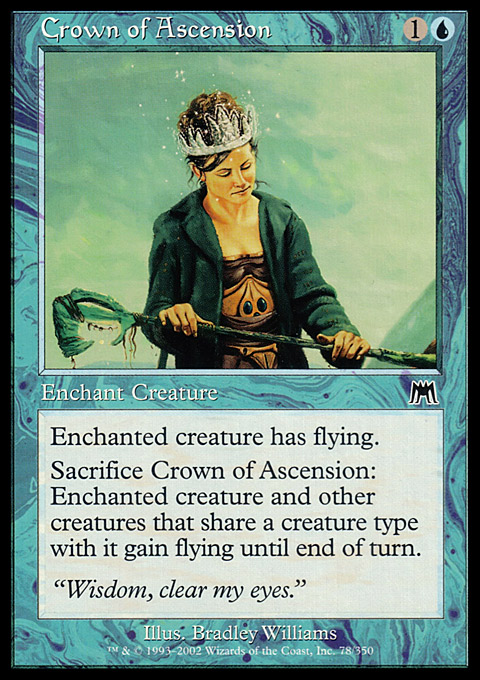 Crown of Ascension
1
Enchant Creature
Enchanted creature has flying.
Sacrifice Crown of Ascension:
Enchanted creature and other
creatures that share a creature type
with it gain flying until end of turn.
“Wisdom, clear my eyes.”
Illus. Bradley Williams
™ & © 1993-2002 Wizards of the Coast, Inc. 78/350